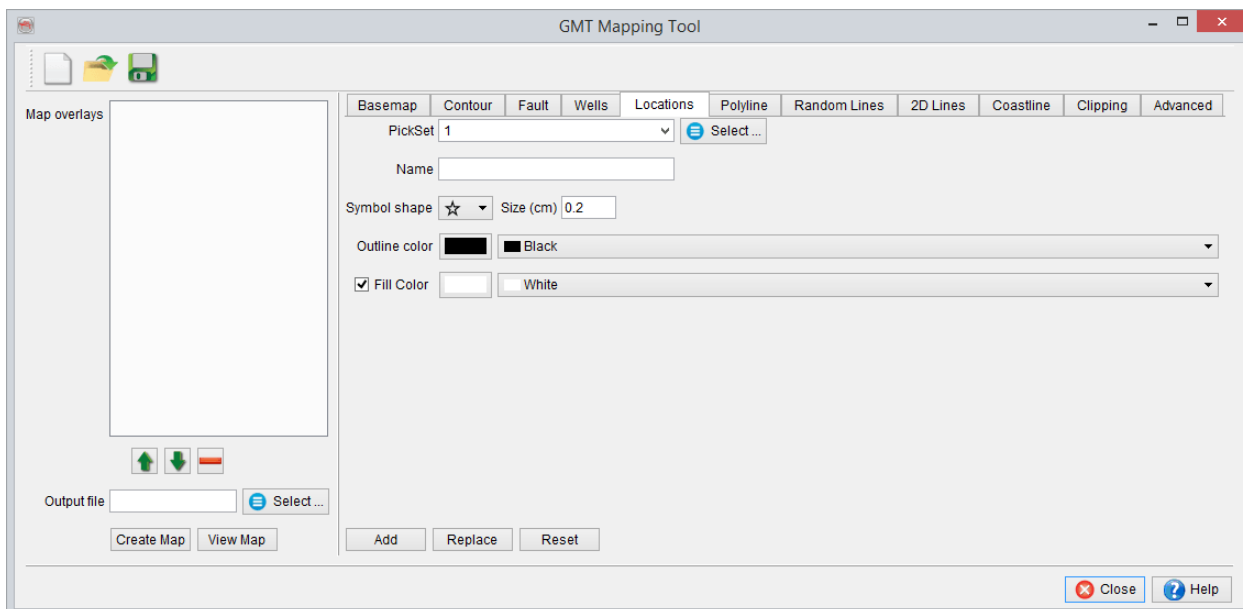 GMT Mapping Tool
Map overlays
Basemap Contour Fault Wells Locations Polyline Random Lines 2D Lines Coastline Clipping Advanced
PickSet 1 Select ...
Name
Symbol shape Size (cm) 0.2
Outline color Black
Fill Color White
Output file Select ...
Create Map View Map Add Replace Reset
Close Help